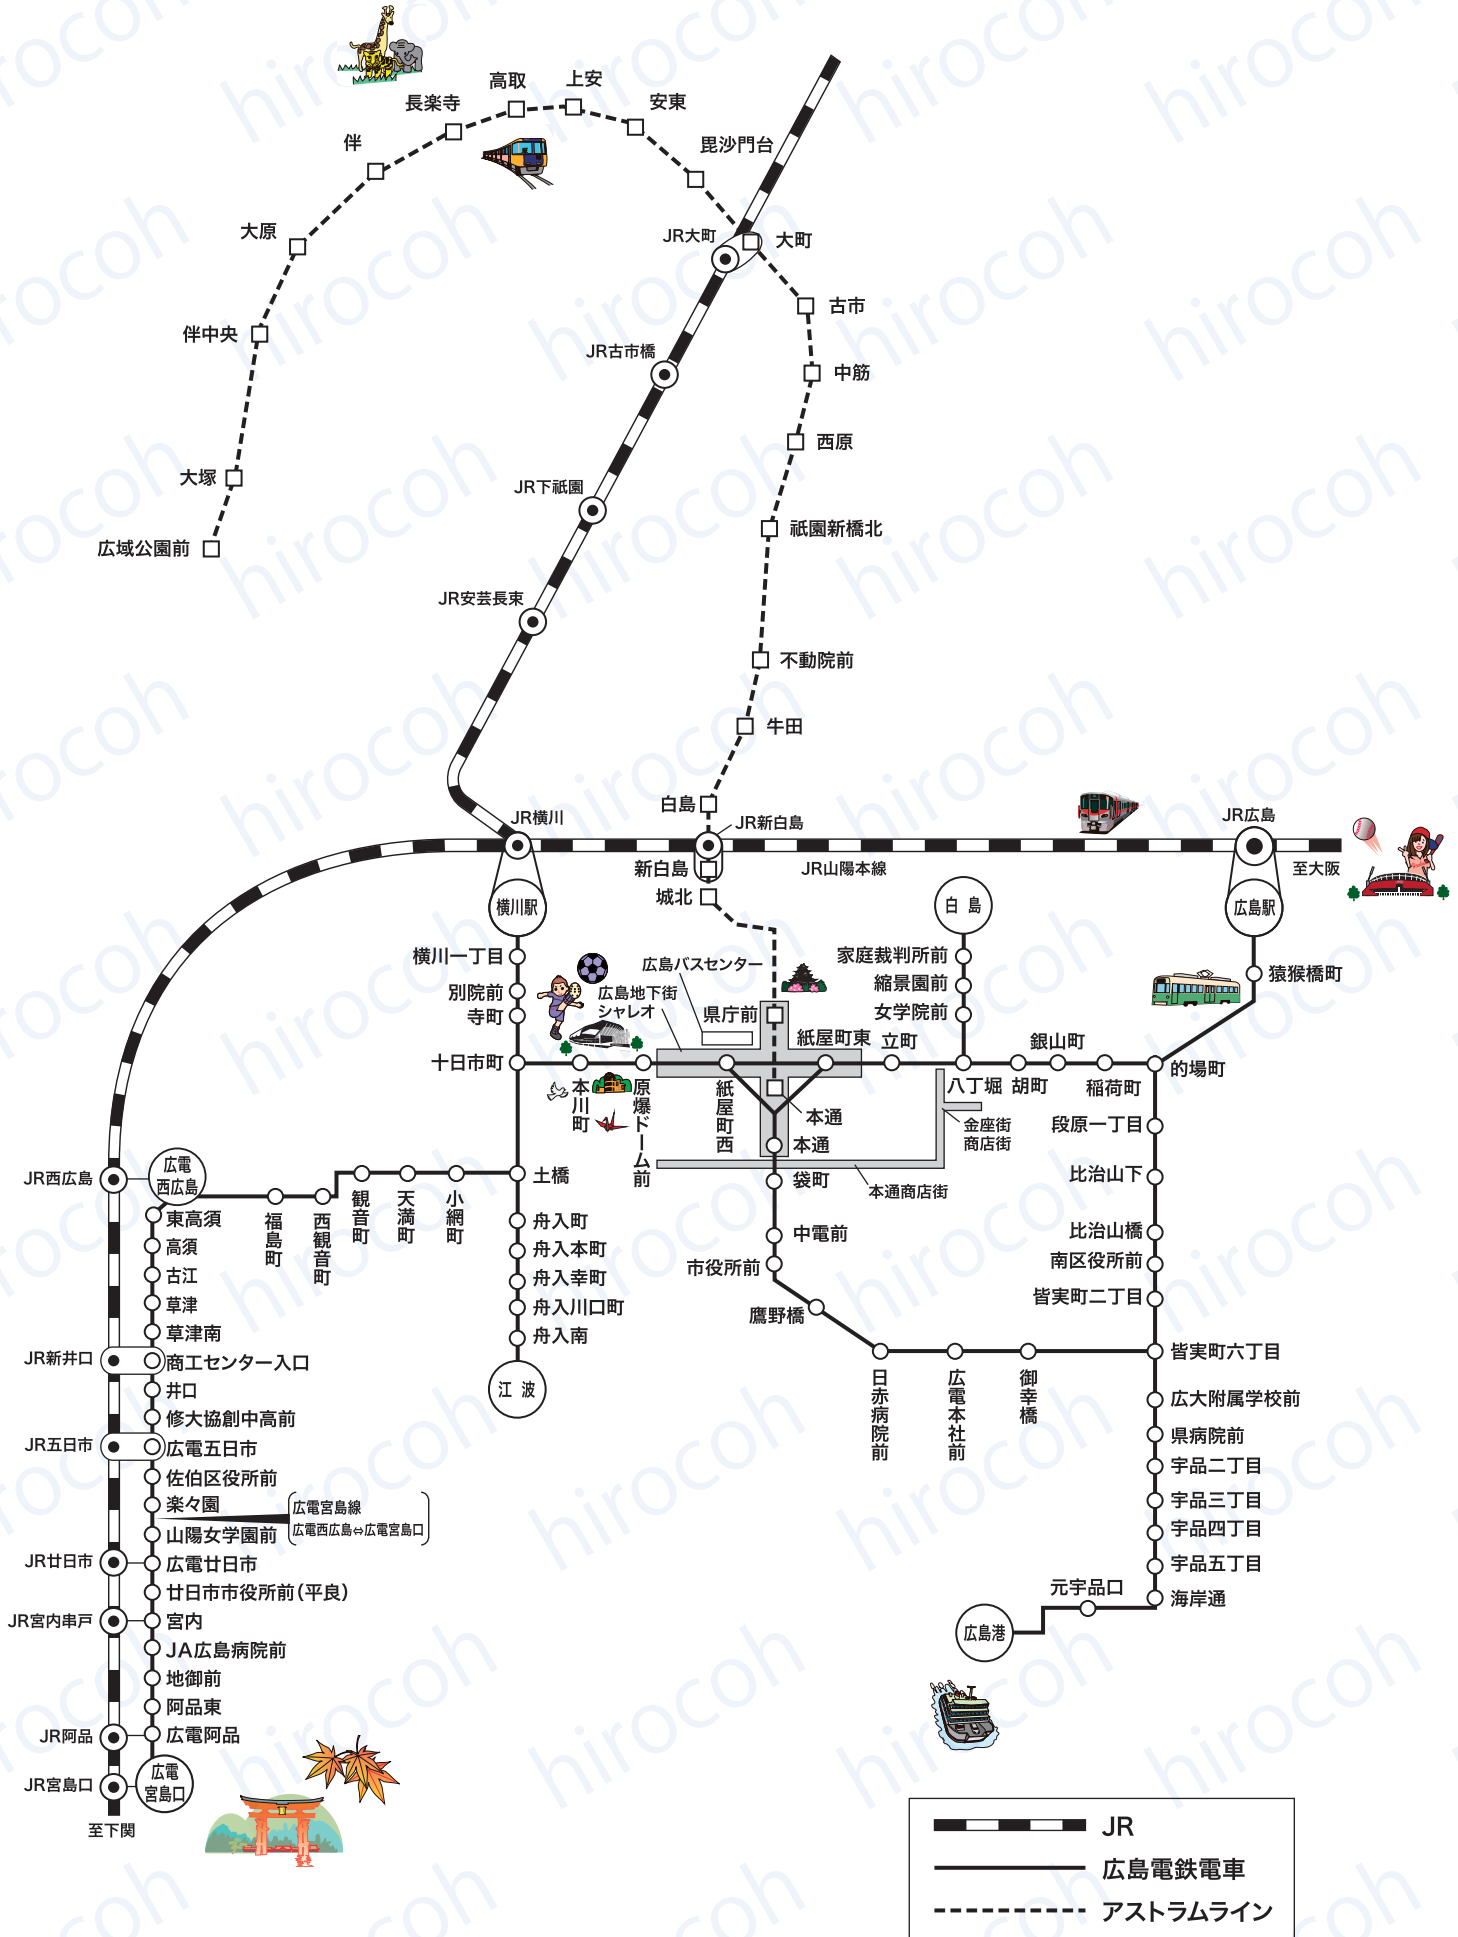 高取
上安
長楽寺
安東
伴
毘沙門台
大原
JR大町
大町
古市
伴中央
JR古市橋
中筋
西原
大塚
JR下祇園
祇園新橋北
広域公園前
JR安芸長束
不動院前
牛田
白島
JR横川
JR新白島
JR広島
新白島
JR山陽本線
至大阪
城北
横川駅
白島
広島駅
横川一丁目
広島バスセンター
家庭裁判所前
猿猴橋町
別院前
広島地下街
シャレオ
縮景園前
寺町
県庁前
女学院前
十日市町
紙屋町東
立町
銀山町
的場町
本川町
原爆ドーム前
紙屋町西
八丁堀
胡町
稲荷町
本通
金座街
商店街
段原一丁目
本通
JR西広島
広電
西広島
土橋
袋町
本通商店街
比治山下
東高須
福島町
西観音町
観音町
天満町
小網町
舟入町
中電前
比治山橋
高須
舟入本町
市役所前
南区役所前
古江
舟入幸町
草津
舟入川口町
鷹野橋
皆実町二丁目
草津南
舟入南
JR新井口
商工センター入口
皆実町六丁目
井口
江波
日赤病院前
広電本社前
御幸橋
広大附属学校前
修大協創中高前
県病院前
JR五日市
広電五日市
宇品二丁目
佐伯区役所前
楽々園
広電宮島線
広電西広島⇔広電宮島口
宇品三丁目
山陽女学園前
宇品四丁目
JR廿日市
広電廿日市
宇品五丁目
廿日市市役所前(平良)
元宇品口
海岸通
JR宮内串戸
宮内
広島港
JA広島病院前
地御前
阿品東
JR阿品
広電阿品
JR宮島口
広電
宮島口
至下関
JR
広島電鉄電車
アストラムライン
hirocoh